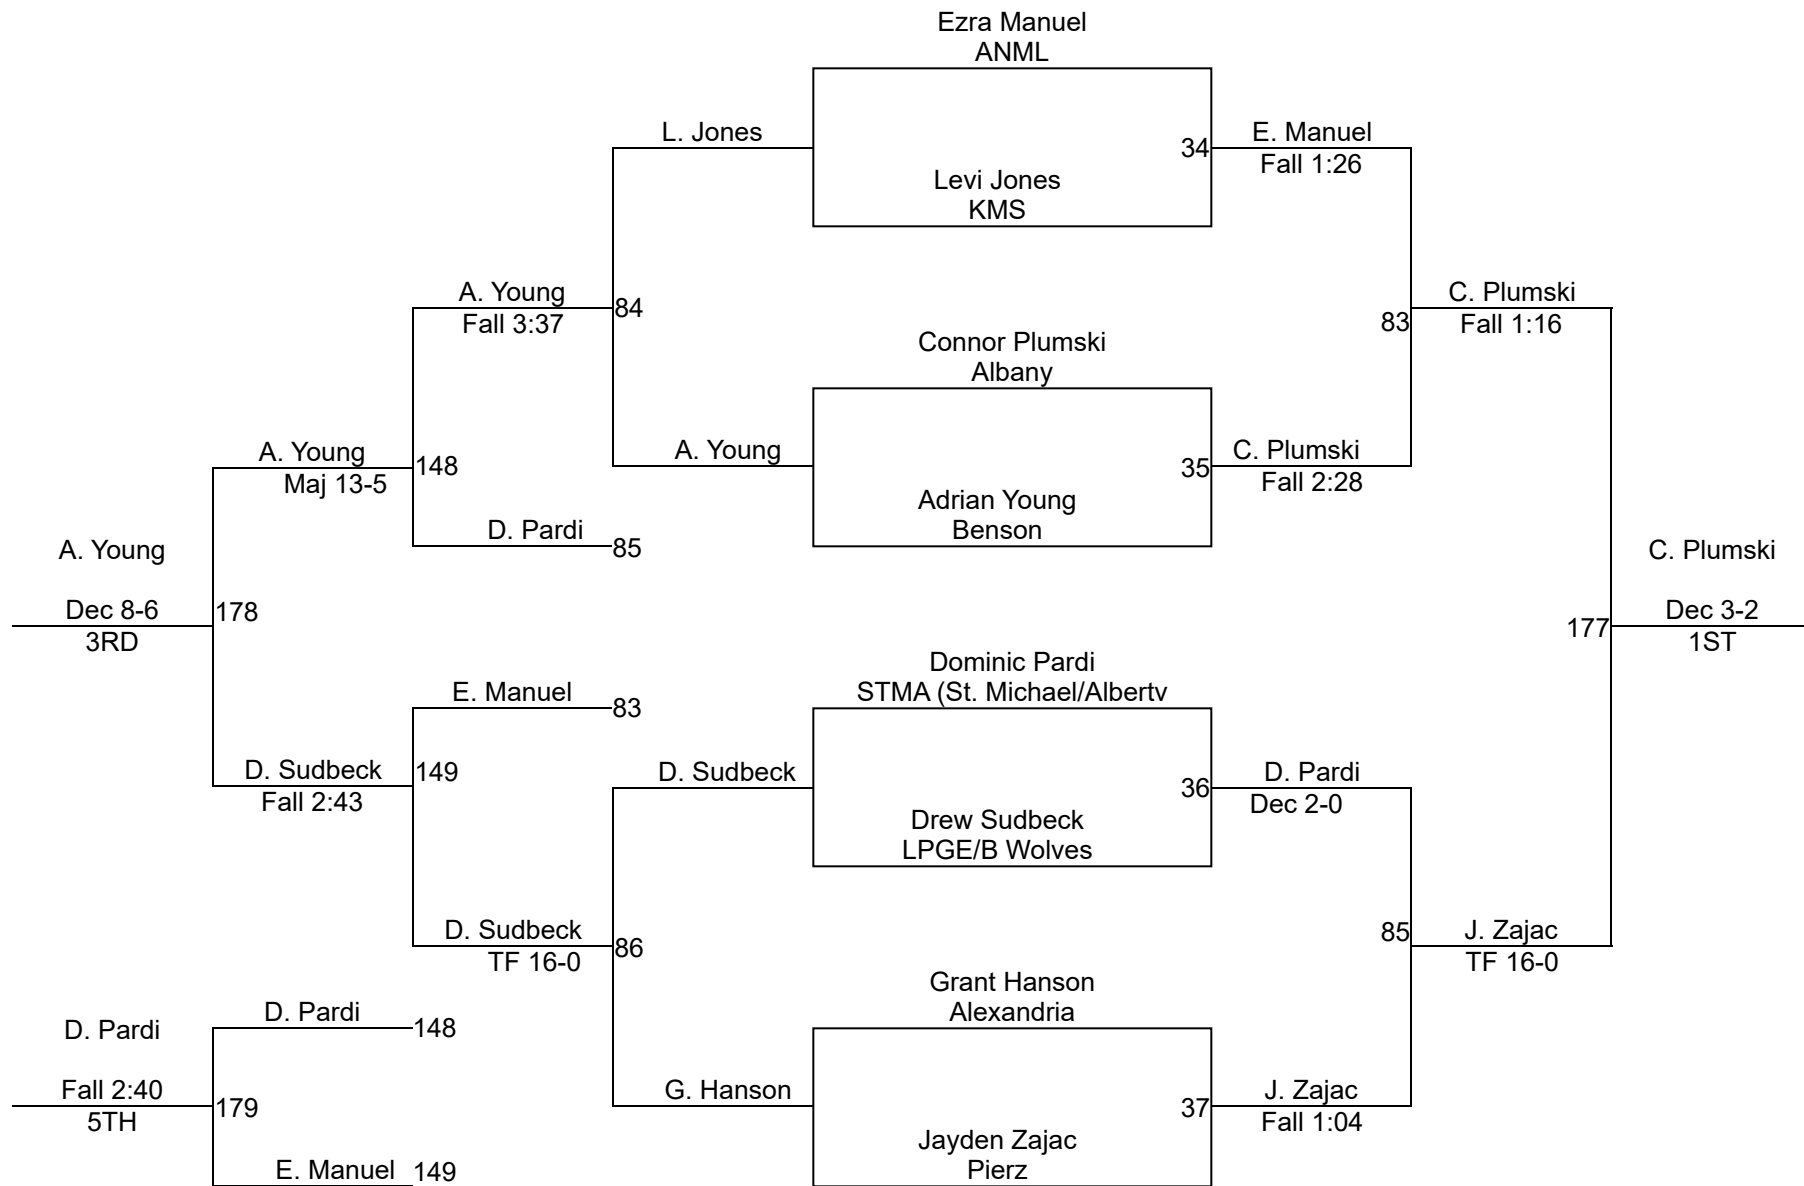 Ezra Manuel
ANML
L. Jones
34
E. Manuel
Fall 1:26
Levi Jones
KMS
A. Young
Fall 3:37
84
C. Plumski
Fall 1:16
83
Connor Plumski
Albany
A. Young
Maj 13-5
148
A. Young
35
C. Plumski
Fall 2:28
Adrian Young
Benson
D. Pardi
85
A. Young
Dec 8-6
3RD
178
C. Plumski
Dec 3-2
1ST
177
Dominic Pardi
STMA (St. Michael/Albertv
E. Manuel
83
D. Sudbeck
Fall 2:43
149
D. Sudbeck
36
D. Pardi
Dec 2-0
Drew Sudbeck
LPGE/B Wolves
D. Sudbeck
TF 16-0
86
85
J. Zajac
TF 16-0
Grant Hanson
Alexandria
D. Pardi
148
D. Pardi
Fall 2:40
5TH
179
G. Hanson
37
J. Zajac
Fall 1:04
Jayden Zajac
Pierz
E. Manuel
149